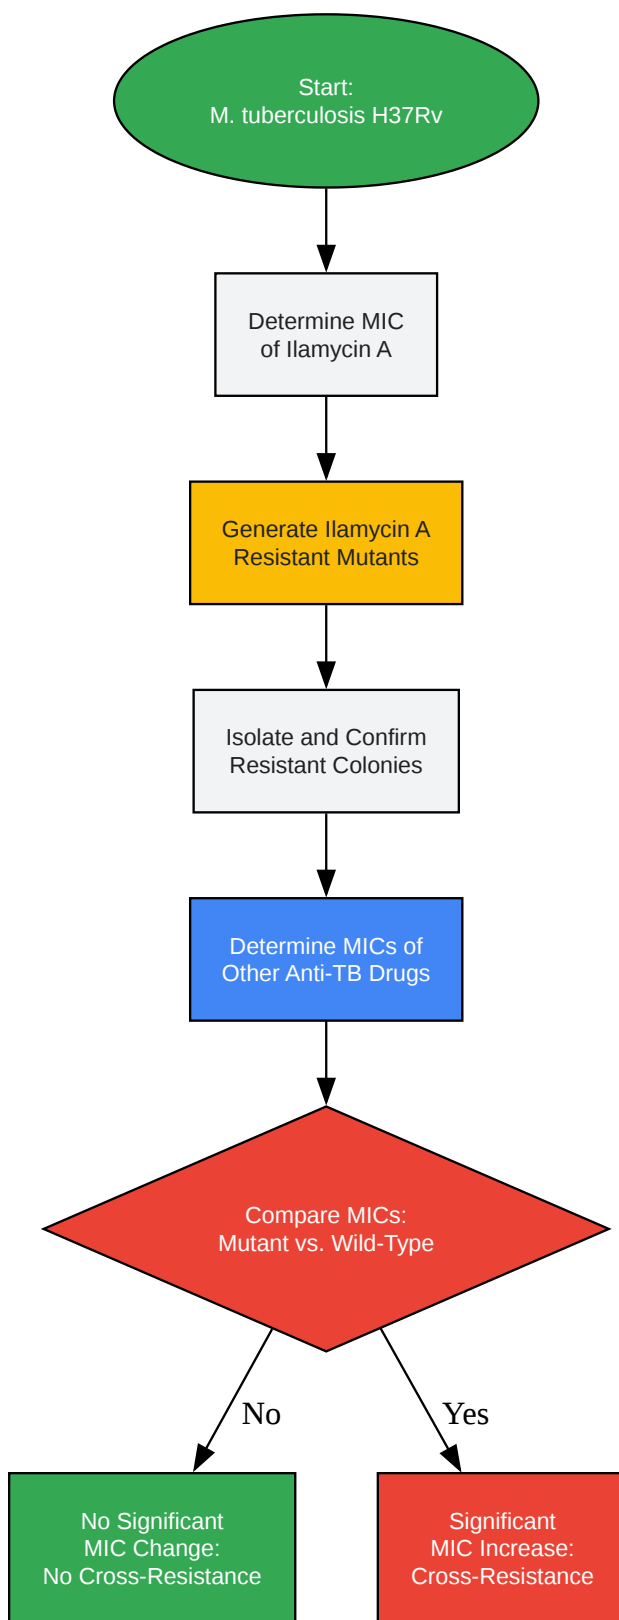 Start:
M. tuberculosis H37Rv
Determine MIC
of Ilamycin A
Generate Ilamycin A
Resistant Mutants
Isolate and Confirm
Resistant Colonies
Determine MICs of
Other Anti-TB Drugs
Compare MICs:
Mutant vs. Wild-Type
No
Yes
No Significant
MIC Change:
No Cross-Resistance
Significant
MIC Increase:
Cross-Resistance